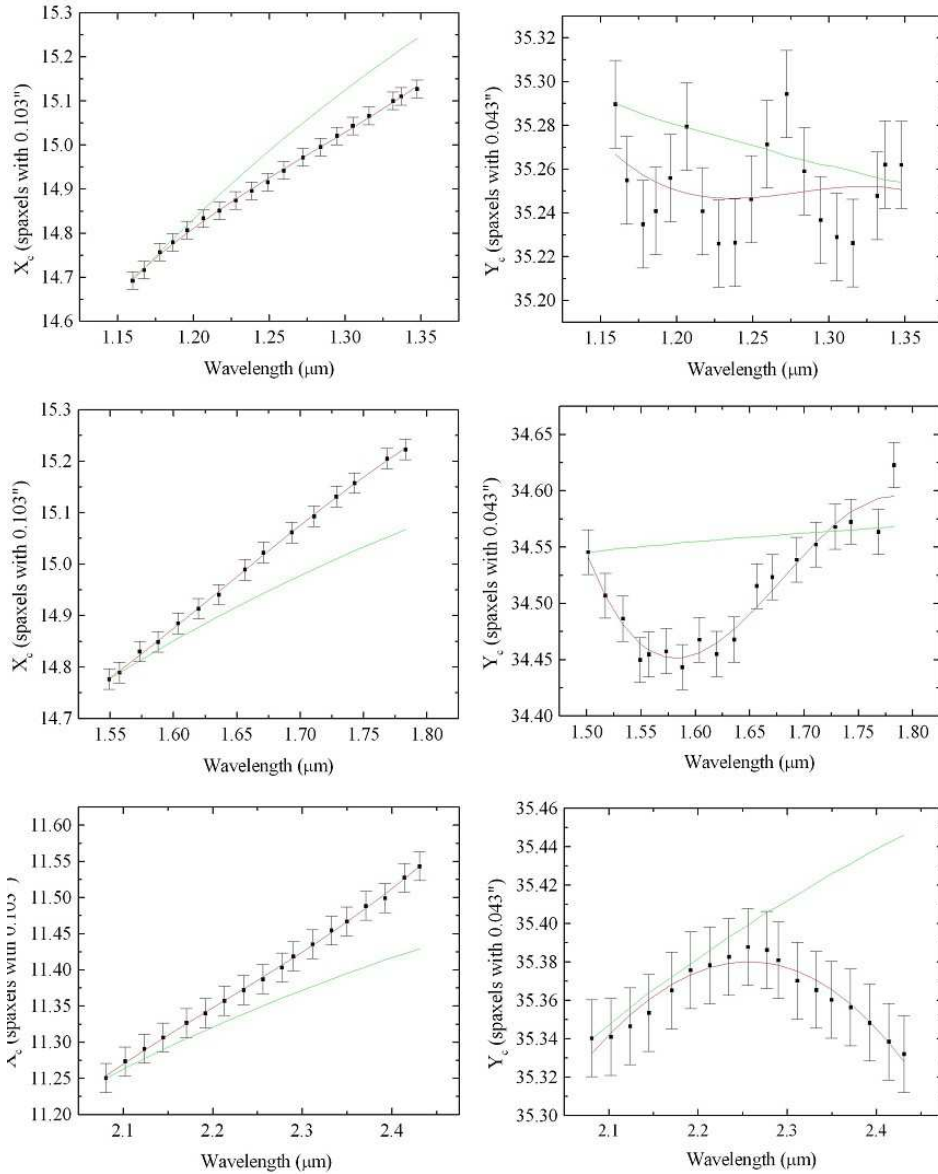 15.3
15.2
15.1
15.0
14.9
14.8
14.7
14.6
X_c (spaxels with 0.103")
1.15 1.20 1.25 1.30 1.35
Wavelength (μm)
35.32
35.30
35.28
35.26
35.24
35.22
35.20
Y_c (spaxels with 0.043")
1.15 1.20 1.25 1.30 1.35
Wavelength (μm)
15.3
15.2
15.1
15.0
14.9
14.8
14.7
X_c (spaxels with 0.103")
1.55 1.60 1.65 1.70 1.75 1.80
Wavelength (μm)
34.65
34.60
34.55
34.50
34.45
34.40
Y_c (spaxels with 0.043")
1.50 1.55 1.60 1.65 1.70 1.75 1.80
Wavelength (μm)
11.60
11.55
11.50
11.45
11.40
11.35
11.30
11.25
11.20
X_c (spaxels with 0.103")
2.1 2.2 2.3 2.4
Wavelength (μm)
35.46
35.44
35.42
35.40
35.38
35.36
35.34
35.32
35.30
Y_c (spaxels with 0.043")
2.1 2.2 2.3 2.4
Wavelength (μm)